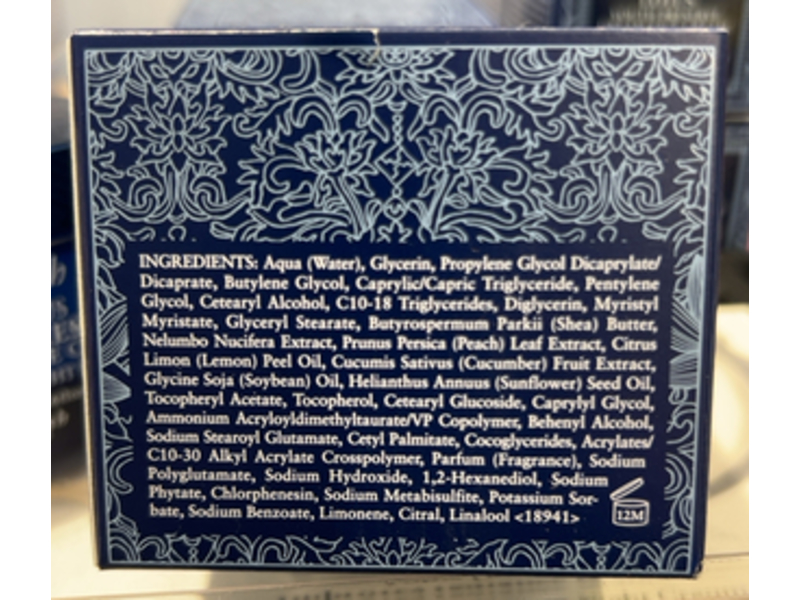 INGREDIENTS: Aqua (Water), Glycerin, Propylene Glycol Dicaprylate/
Dicaprate, Butylene Glycol, Caprylic/Capric Triglyceride, Pentylene
Glycol, Cetearyl Alcohol, C10-18 Triglycerides, Diglycerin, Myristyl
Myristate, Glyceryl Stearate, Butyrospermum Parkii (Shea) Butter,
Nelumbo Nucifera Extract, Prunus Persica (Peach) Leaf Extract, Citrus
Limon (Lemon) Peel Oil, Cucumis Sativus (Cucumber) Fruit Extract,
Glycine Soja (Soybean) Oil, Helianthus Annuus (Sunflower) Seed Oil,
Tocopheryl Acetate, Tocopherol, Cetearyl Glucoside, Caprylyl Glycol,
Ammonium Acryloyldimethyltaurate/VP Copolymer, Behenyl Alcohol,
Sodium Stearoyl Glutamate, Cetyl Palmitate, Cocoglycerides, Acrylates/
C10-30 Alkyl Acrylate Crosspolymer, Parfum (Fragrance), Sodium
Polyglutamate, Sodium Hydroxide, 1,2-Hexanediol, Sodium
Phytate, Chlorphenesin, Sodium Metabisulfite, Potassium Sor-
bate, Sodium Benzoate, Limonene, Citral, Linalool <18941>
12M